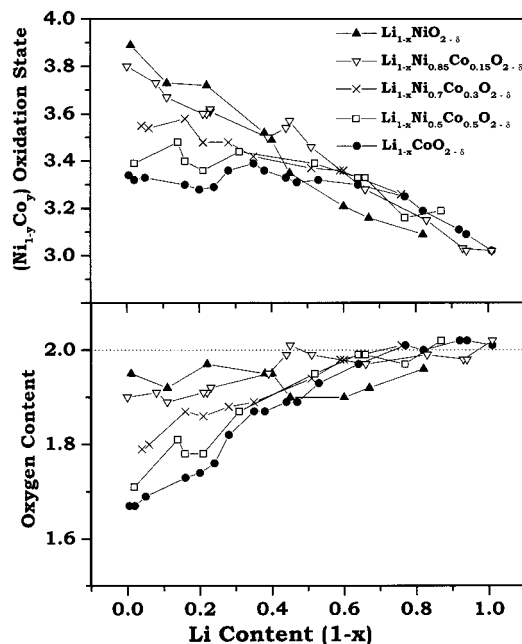 4.0
3.8
3.6
3.4
3.2
3.0
(Ni₁₋yCoy) Oxidation State
Li₁₋ₓNiO₂₋δ
Li₁₋ₓNi₀.₈₅Co₀.₁₅O₂₋δ
Li₁₋ₓNi₀.₇Co₀.₃O₂₋δ
Li₁₋ₓNi₀.₅Co₀.₅O₂₋δ
Li₁₋ₓCoO₂₋δ
2.0
1.8
1.6
Oxygen Content
0.0 0.2 0.4 0.6 0.8 1.0
Li Content (1-x)